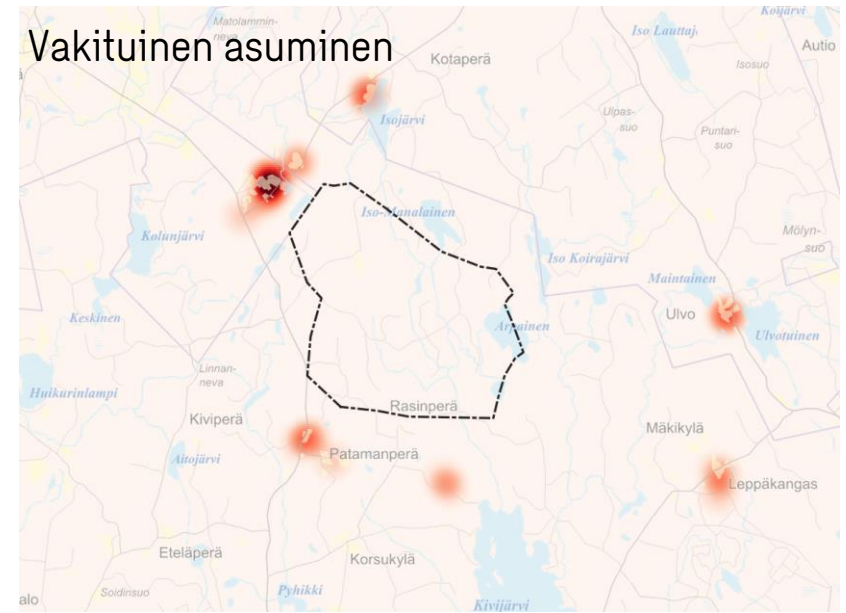 Vakituinen asuminen
Matolammin-
neva
Kotaperä
Iso Lauttaj.
Koijärvi
Autio
Isosuo
Isojärvi
Ulpas-
suo
Puntari-
suo
Iso-Manalainen
Kolunjärvi
Mölyn-
suo
Iso Koirajärvi
Maintainen
Keskinen
Ulvo
Arpainen
Ulvotuinen
Linnan-
neva
Huikurinlampi
Rasinperä
Kiviperä
Mäkikylä
Aitojärvi
Patamanperä
Leppäkangas
Eteläperä
Korsukylä
alo
Soidinsuo
Pyhikki
Kivijärvi